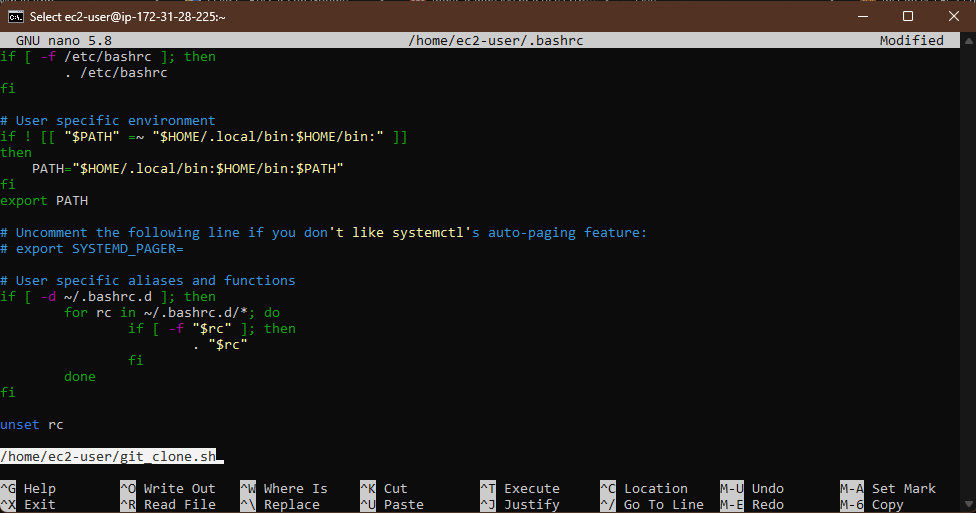 Select ec2-user@ip-172-31-28-225:~
GNU nano 5.8 /home/ec2-user/.bashrc Modified
if [ -f /etc/bashrc ]; then
. /etc/bashrc
fi
# User specific environment
if ! [[ "$PATH" =~ "$HOME/.local/bin:$HOME/bin:" ]]
then
PATH="$HOME/.local/bin:$HOME/bin:$PATH"
fi
export PATH
# Uncomment the following line if you don't like systemctl's auto-paging feature:
# export SYSTEMD_PAGER=
# User specific aliases and functions
if [ -d ~/.bashrc.d ]; then
for rc in ~/.bashrc.d/*; do
if [ -f "$rc" ]; then
. "$rc"
fi
done
fi
unset rc
/home/ec2-user/git_clone.sh
^G Help ^O Write Out ^W Where Is ^K Cut ^T Execute ^C Location M-U Undo M-A Set Mark
^X Exit ^R Read File ^\ Replace ^U Paste ^J Justify ^/ Go To Line M-E Redo M-6 Copy